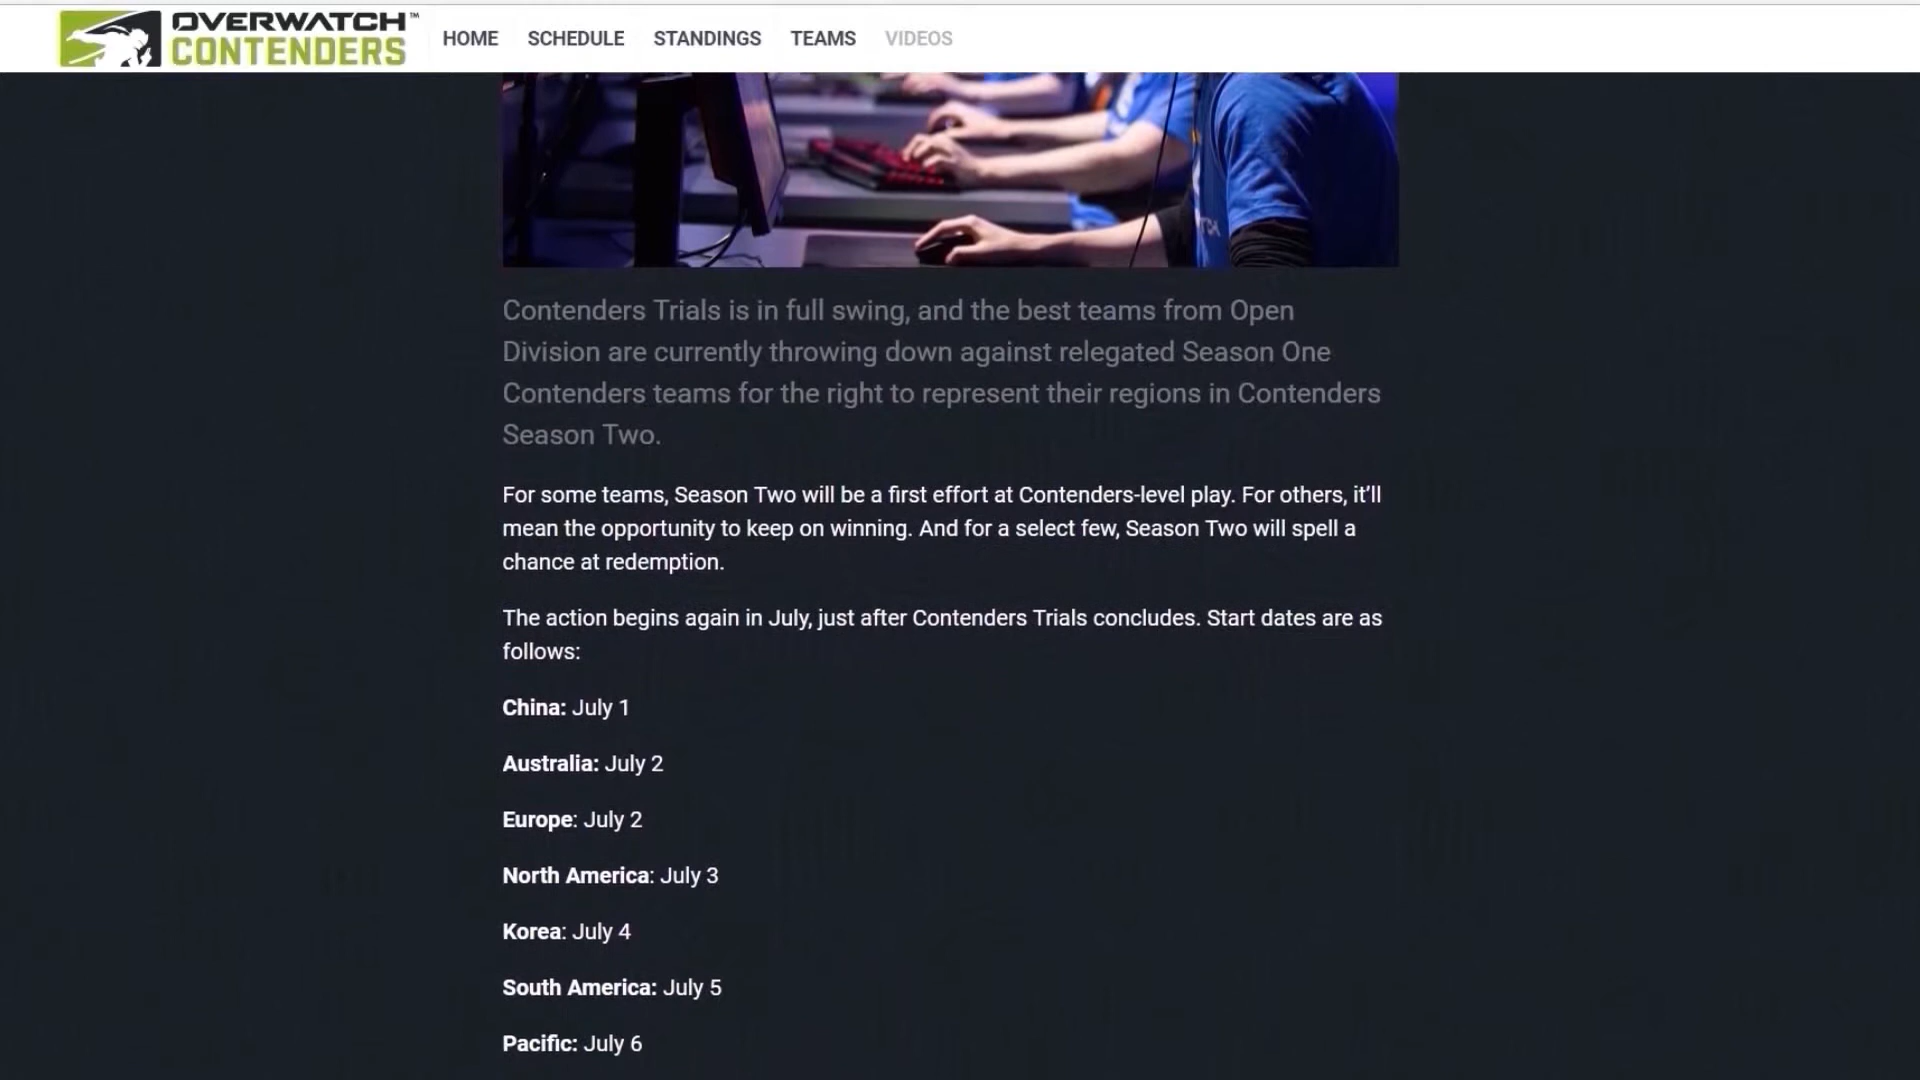 OVERWATCH™
CONTENDERS
HOME SCHEDULE STANDINGS TEAMS VIDEOS
Contenders Trials is in full swing, and the best teams from Open
Division are currently throwing down against relegated Season One
Contenders teams for the right to represent their regions in Contenders
Season Two.
For some teams, Season Two will be a first effort at Contenders-level play. For others, it’ll
mean the opportunity to keep on winning. And for a select few, Season Two will spell a
chance at redemption.
The action begins again in July, just after Contenders Trials concludes. Start dates are as
follows:
China: July 1
Australia: July 2
Europe: July 2
North America: July 3
Korea: July 4
South America: July 5
Pacific: July 6